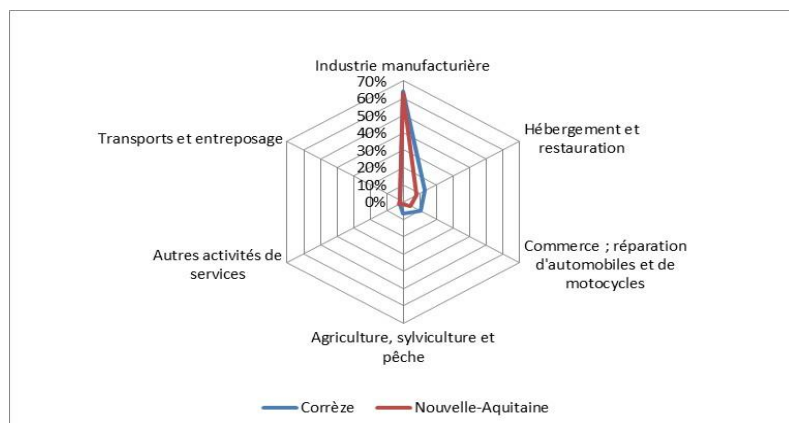 Industrie manufacturière
70%
60%
50%
40%
30%
20%
10%
0%
Hébergement et
restauration
Commerce ; réparation
d'automobiles et de
motocycles
Agriculture, sylviculture et
pêche
Autres activités de
services
Transports et entreposage
Corrèze
Nouvelle-Aquitaine